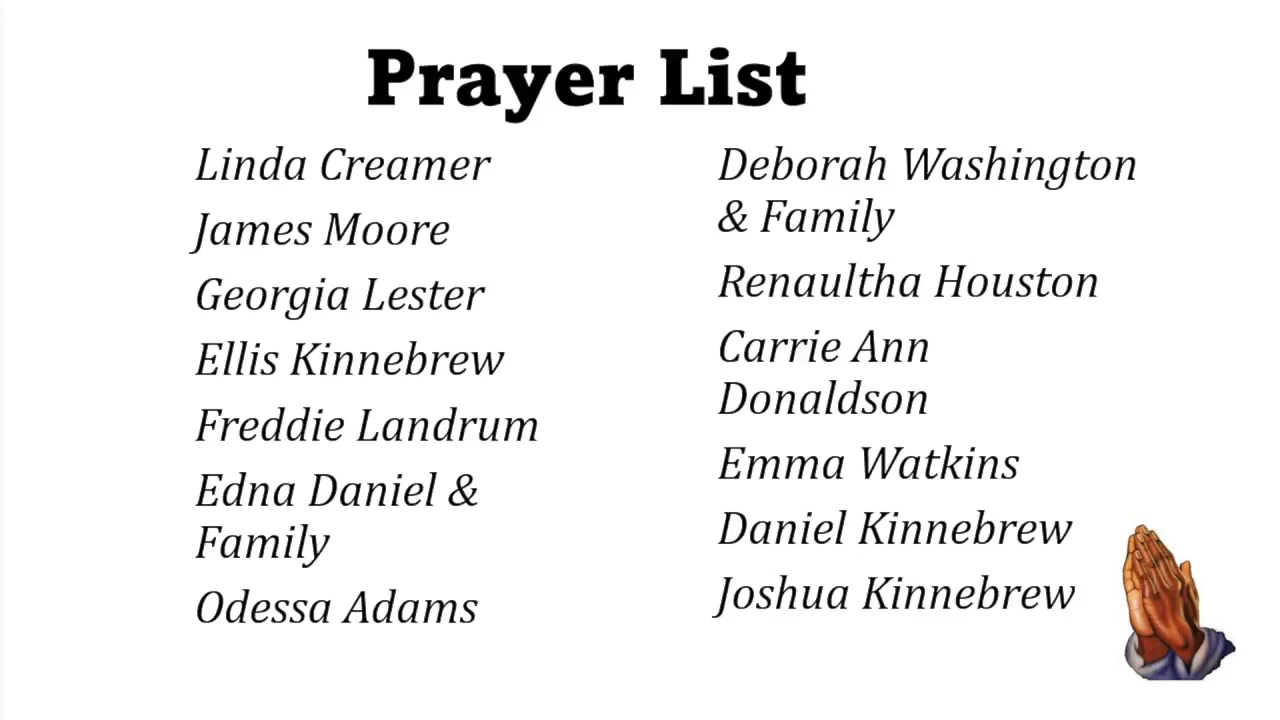 Prayer List
Linda Creamer
James Moore
Georgia Lester
Ellis Kinnebrew
Freddie Landrum
Edna Daniel &
Family
Odessa Adams
Deborah Washington
& Family
Renaultha Houston
Carrie Ann
Donaldson
Emma Watkins
Daniel Kinnebrew
Joshua Kinnebrew